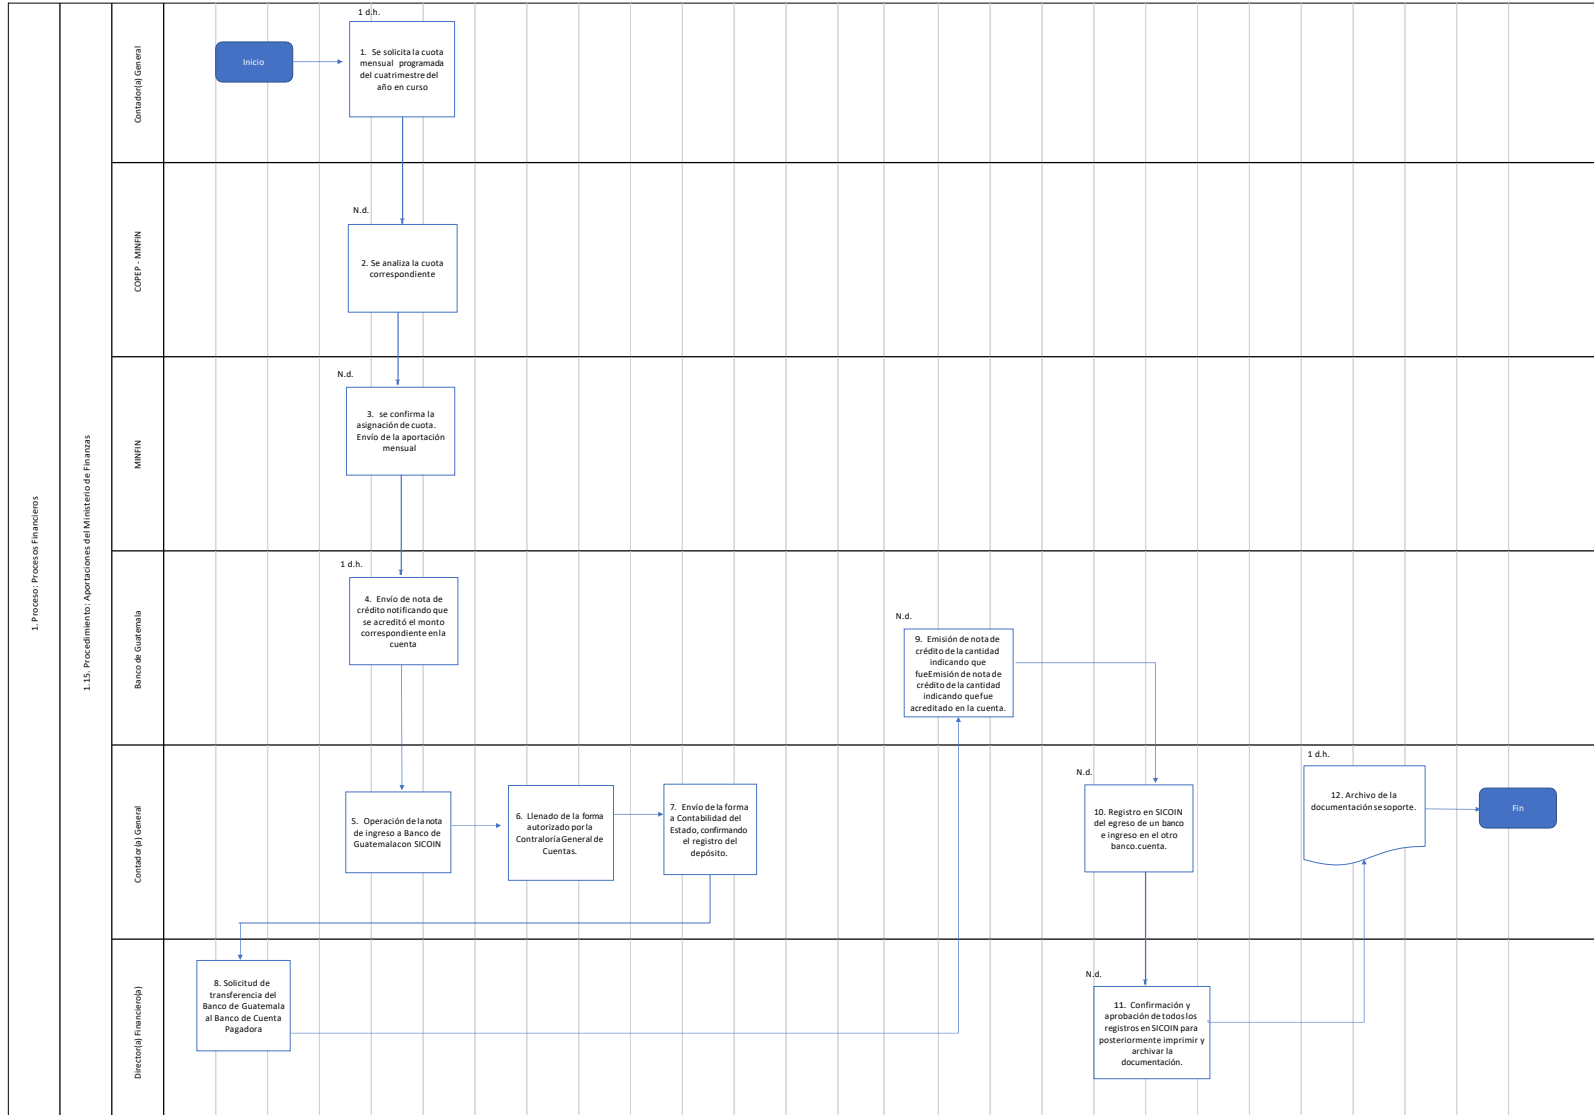 1. Proceso: Procesos Financieros
1.15. Procedimiento: Aportaciones del Ministerio de Finanzas
Contador(a) General
Inicio
1 d.h.
1. Se solicita la cuota
mensual programada
del cuatrimestre del
año en curso
COPEP - MINFIN
N.d.
2. Se analiza la cuota
correspondiente
MINFIN
N.d.
3. se confirma la
asignación de cuota.
Envío de la aportación
mensual
Banco de Guatemala
1 d.h.
4. Envío de nota de
crédito notificando que
se acreditó el monto
correspondiente en la
cuenta
N.d.
9. Emisión de nota de
crédito de la cantidad
indicando que
fueEmisión de nota de
crédito de la cantidad
indicando que fue
acreditado en la cuenta.
Contador(a) General
5. Operación de la nota
de ingreso a Banco de
Guatemala con SICOIN
6. Llenado de la forma
autorizado por la
Contraloría General de
Cuentas.
7. Envío de la forma
a Contabilidad del
Estado, confirmando
el registro del
depósito.
N.d.
10. Registro en SICOIN
del egreso de un banco
e ingreso en el otro
banco.cuenta.
1 d.h.
12. Archivo de la
documentación se soporte.
Fin
Director(a) Financiero(a)
8. Solicitud de
transferencia del
Banco de Guatemala
al Banco de Cuenta
Pagadora
N.d.
11. Confirmación y
aprobación de todos los
registros en SICOIN para
posteriormente imprimir y
archivar la
documentación.